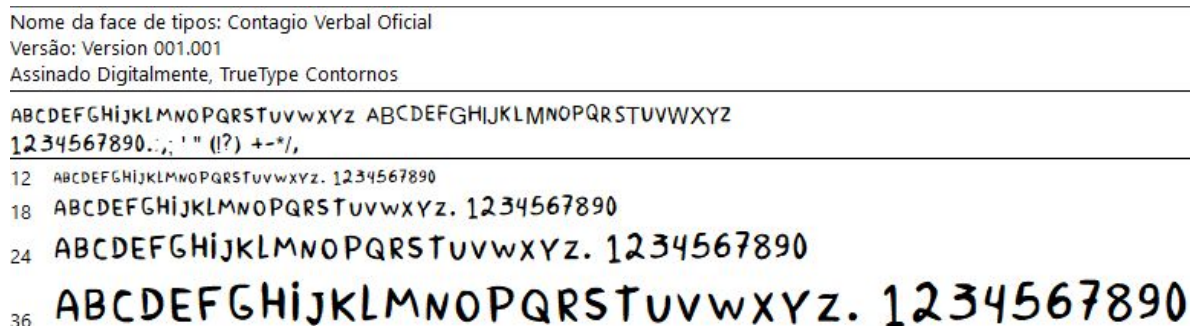 Nome da face de tipos: Contagio Verbal Oficial
Versão: Version 001.001
Assinado Digitalmente, TrueType Contornos
ABCDEFGHiJKLMNOPQRSTUVWXYZ ABCDEFGHIJKLMNOPQRSTUVWXYZ
1234567890.:,; ' " (!?) +-*/,
12 ABCDEFGHiJKLMNOPQRSTUVWXYZ. 1234567890
18 ABCDEFGHiJKLMNOPQRSTUVWXYZ. 1234567890
24 ABCDEFGHiJKLMNOPQRSTUVWXYZ. 1234567890
36 ABCDEFGHiJKLMNOPQRSTUVWXYZ. 1234567890